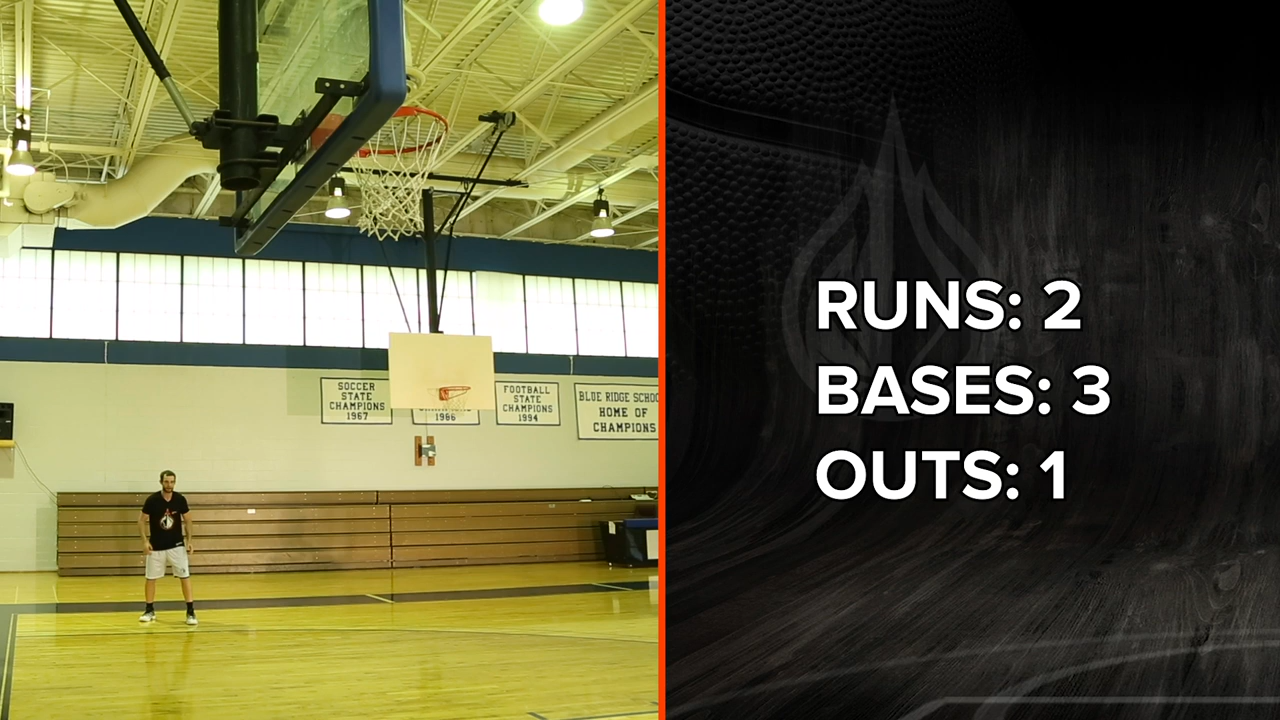 SOCCER
STATE
CHAMPIONS
1967
1966
FOOTBALL
STATE
CHAMPIONS
1994
BLUE RIDGE SCHOO
HOME OF
CHAMPIONS
RUNS: 2
BASES: 3
OUTS: 1